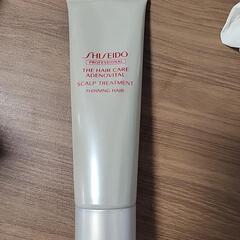 SHISEIDO
PROFESSIONAL
THE HAIR CARE
ADENOVITAL
SCALP TREATMENT
THINNING HAIR